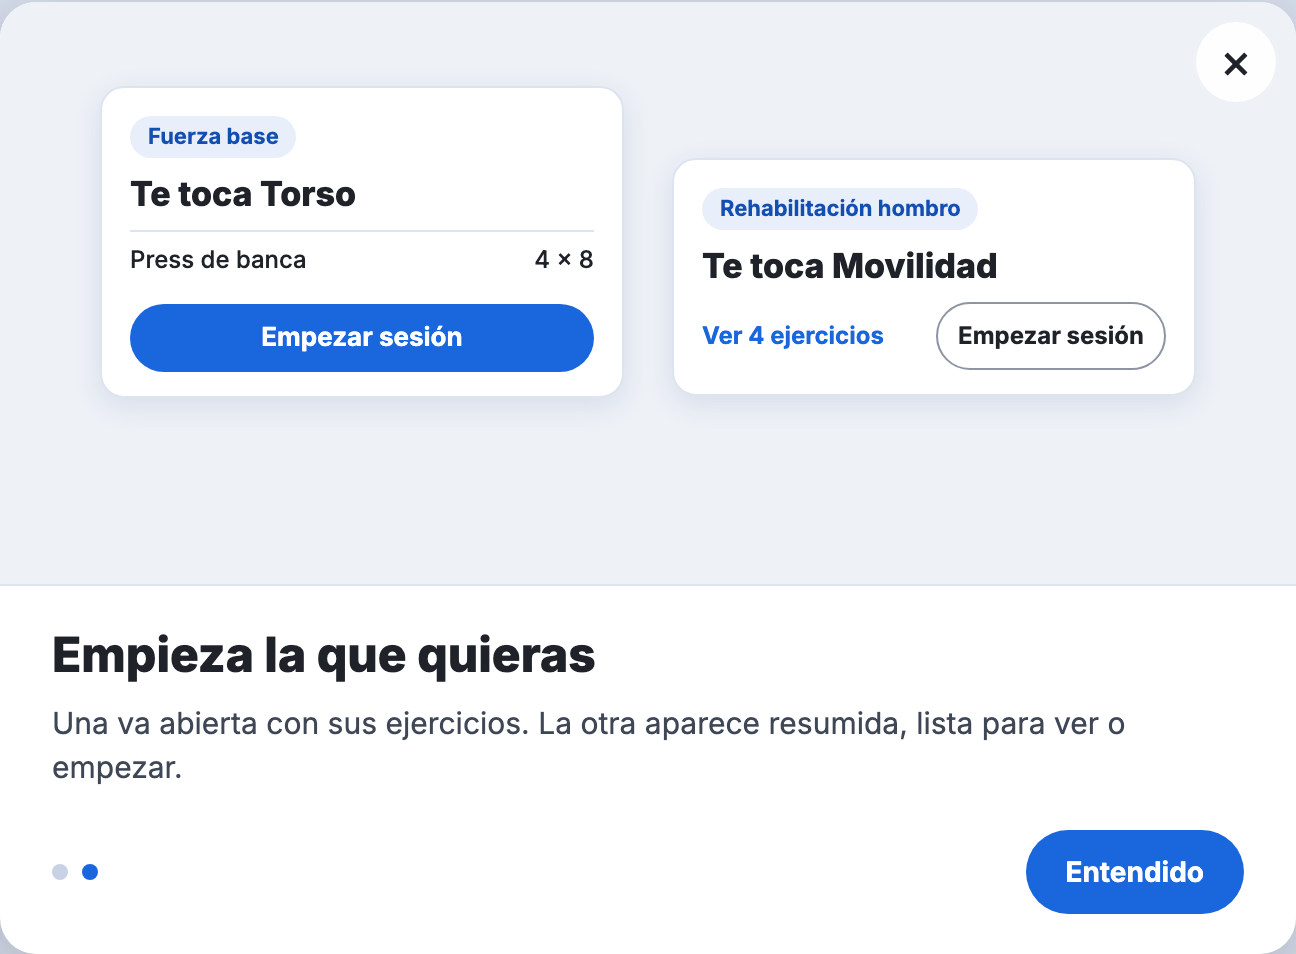 Fuerza base
Te toca Torso
Press de banca 4 × 8
Empezar sesión
Rehabilitación hombro
Te toca Movilidad
Ver 4 ejercicios Empezar sesión
Empieza la que quieras
Una va abierta con sus ejercicios. La otra aparece resumida, lista para ver o
empezar.
Entendido